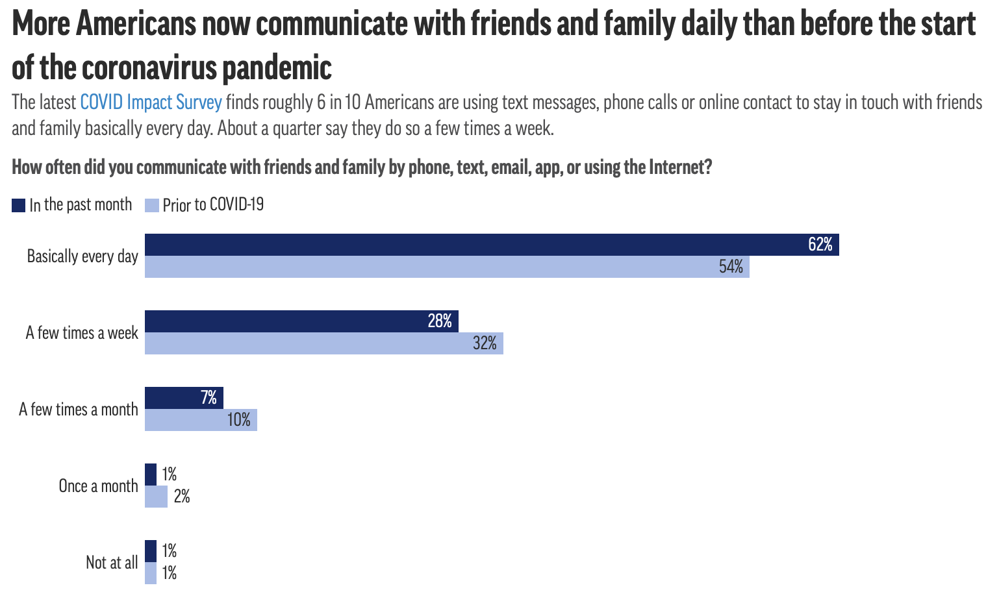 More Americans now communicate with friends and family daily than before the start
of the coronavirus pandemic
The latest COVID Impact Survey finds roughly 6 in 10 Americans are using text messages, phone calls or online contact to stay in touch with friends
and family basically every day. About a quarter say they do so a few times a week.
How often did you communicate with friends and family by phone, text, email, app, or using the Internet?
In the past month Prior to COVID-19
Basically every day
62%
54%
A few times a week
28%
32%
A few times a month
7%
10%
Once a month
1%
2%
Not at all
1%
1%